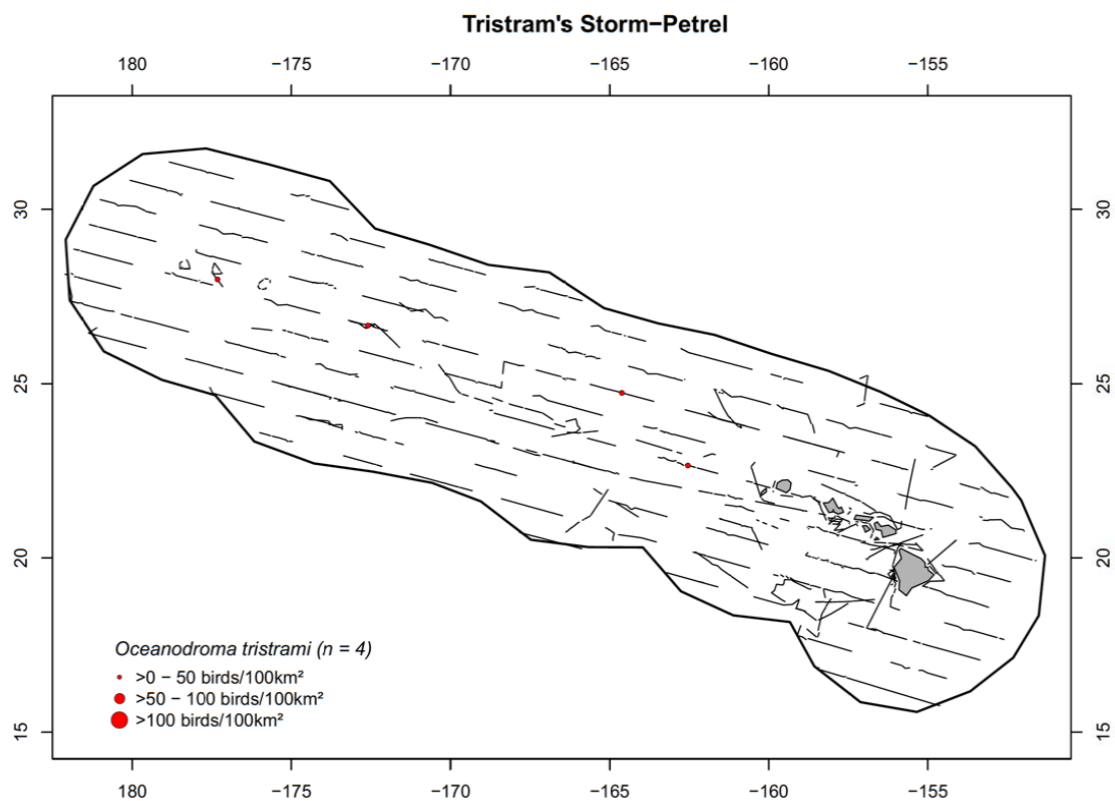 Tristram's Storm−Petrel
180 −175 −170 −165 −160 −155
30 30
25 25
20 20
15 15
Oceanodroma tristrami (n = 4)
>0 − 50 birds/100km²
>50 − 100 birds/100km²
>100 birds/100km²
180 −175 −170 −165 −160 −155